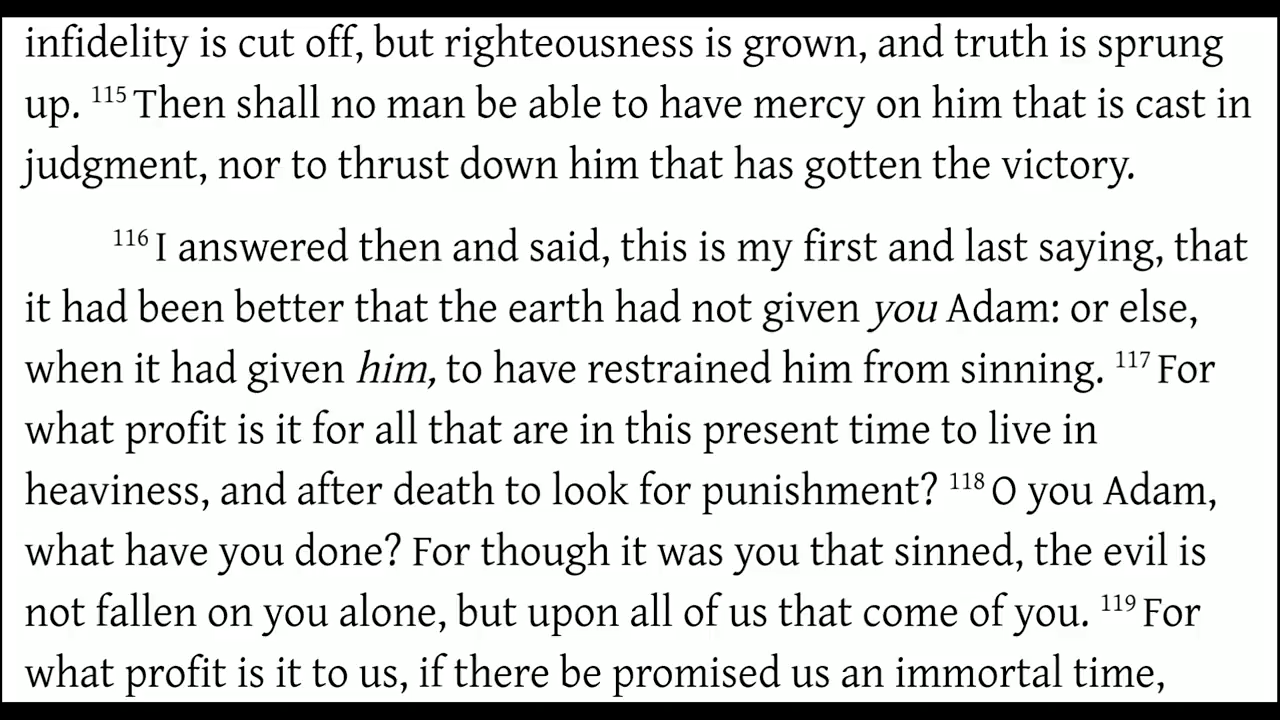 infidelity is cut off, but righteousness is grown, and truth is sprung
up. 115 Then shall no man be able to have mercy on him that is cast in
judgment, nor to thrust down him that has gotten the victory.
116 I answered then and said, this is my first and last saying, that
it had been better that the earth had not given you Adam: or else,
when it had given him, to have restrained him from sinning. 117 For
what profit is it for all that are in this present time to live in
heaviness, and after death to look for punishment? 118 O you Adam,
what have you done? For though it was you that sinned, the evil is
not fallen on you alone, but upon all of us that come of you. 119 For
what profit is it to us, if there be promised us an immortal time,